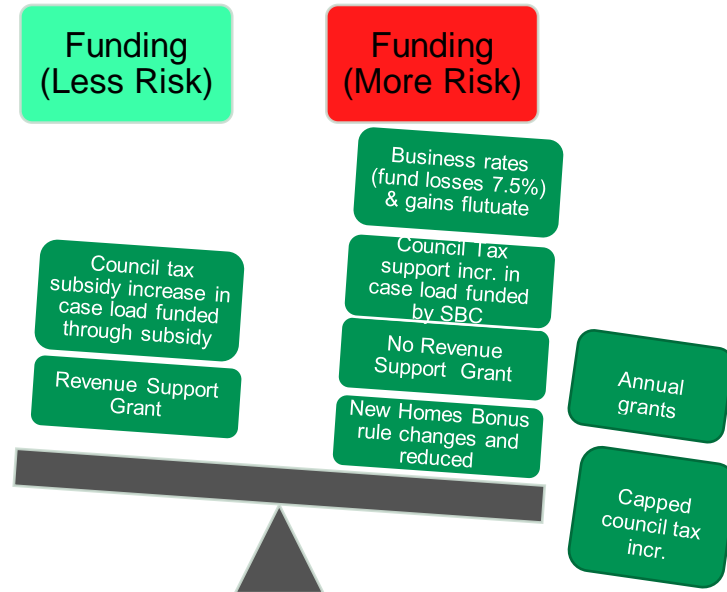 Funding
(Less Risk)
Funding
(More Risk)
Business rates
(fund losses 7.5%)
& gains flutuate
Council tax
subsidy increase in
case load funded
through subsidy
Council Tax
support incr. in
case load funded
by SBC
Revenue Support
Grant
No Revenue
Support Grant
New Homes Bonus
rule changes and
reduced
Annual
grants
Capped
council tax
incr.